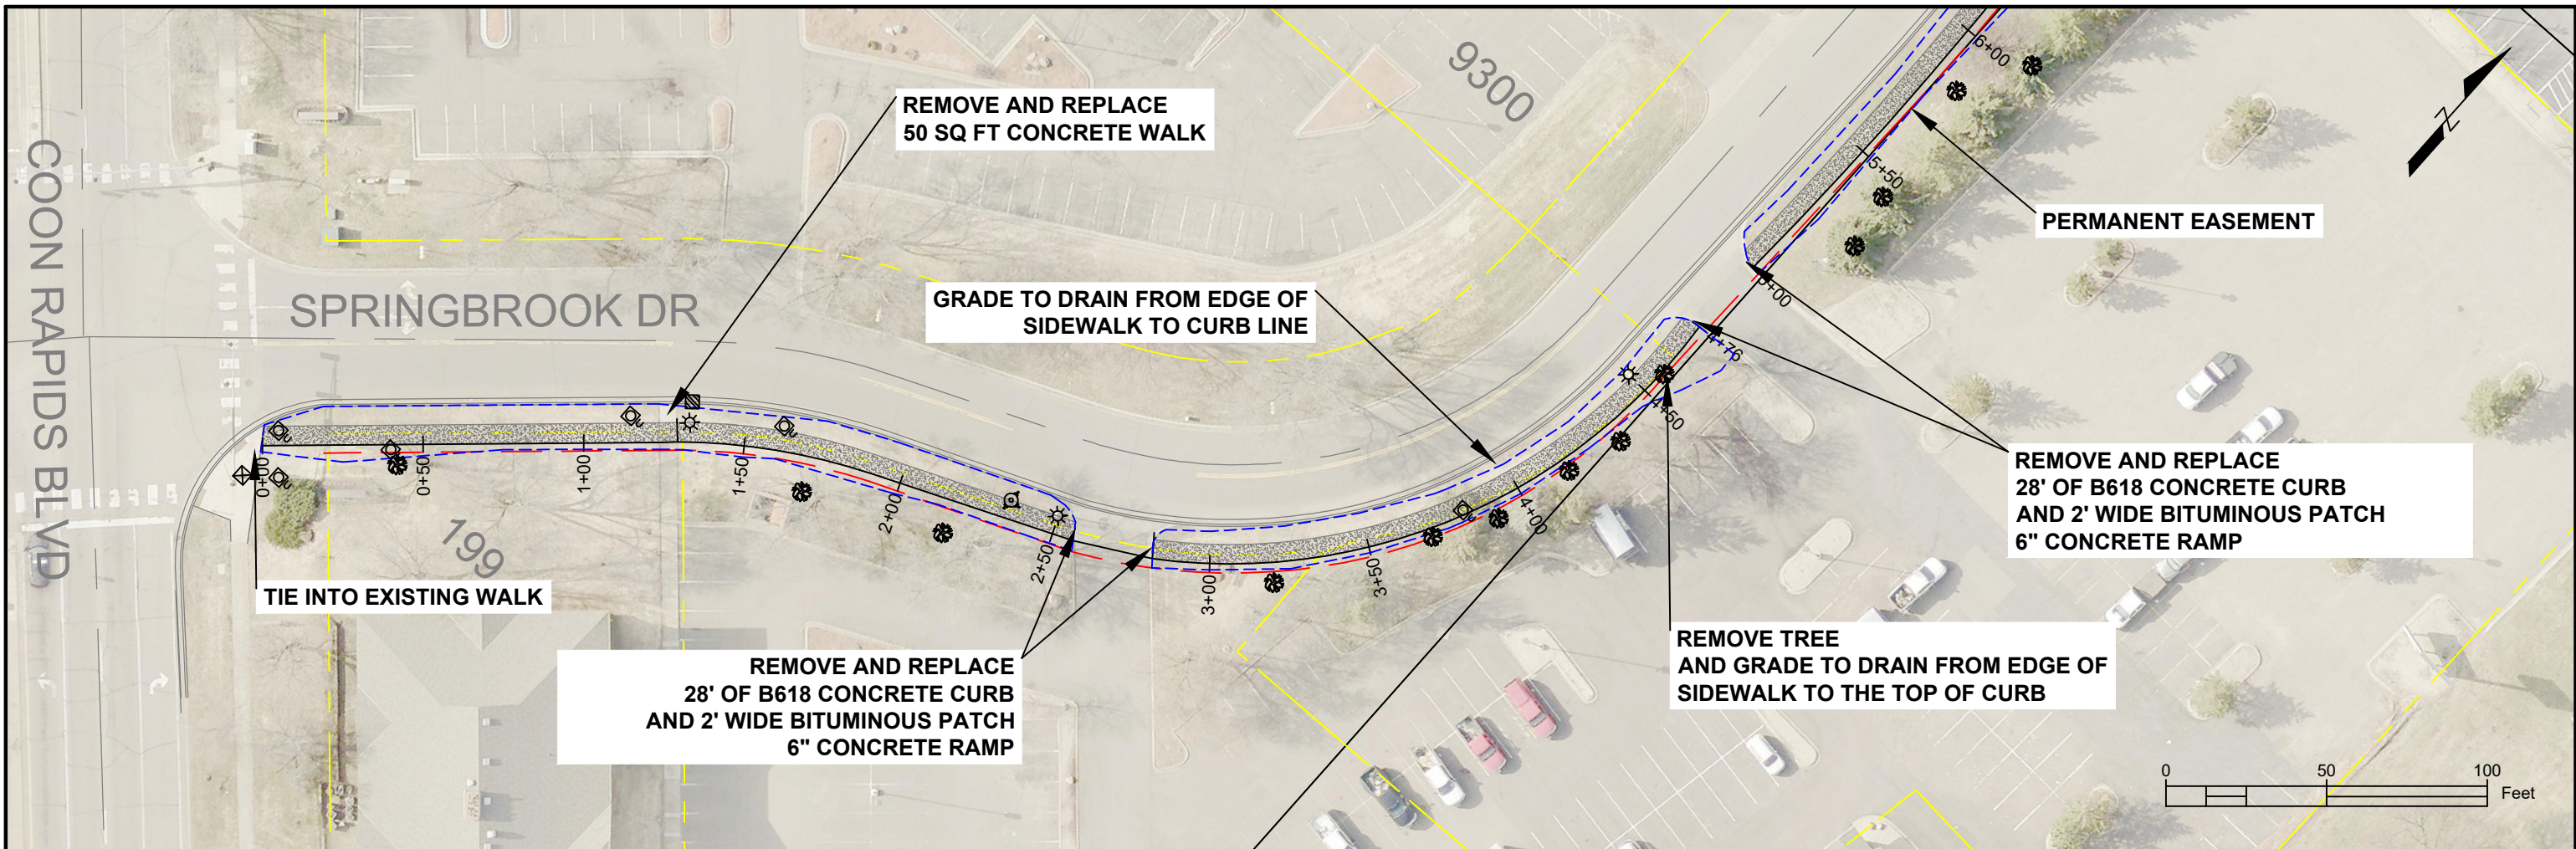 COON RAPIDS BLVD
SPRINGBROOK DR
9300
199
REMOVE AND REPLACE
50 SQ FT CONCRETE WALK
GRADE TO DRAIN FROM EDGE OF
SIDEWALK TO CURB LINE
PERMANENT EASEMENT
Z
REMOVE AND REPLACE
28' OF B618 CONCRETE CURB
AND 2' WIDE BITUMINOUS PATCH
6" CONCRETE RAMP
TIE INTO EXISTING WALK
REMOVE AND REPLACE
28' OF B618 CONCRETE CURB
AND 2' WIDE BITUMINOUS PATCH
6" CONCRETE RAMP
REMOVE TREE
AND GRADE TO DRAIN FROM EDGE OF
SIDEWALK TO THE TOP OF CURB
0+00
0+50
1+00
1+50
2+00
2+50
3+00
3+50
4+00
4+50
4+76
5+00
5+50
6+00
0 50 100
Feet